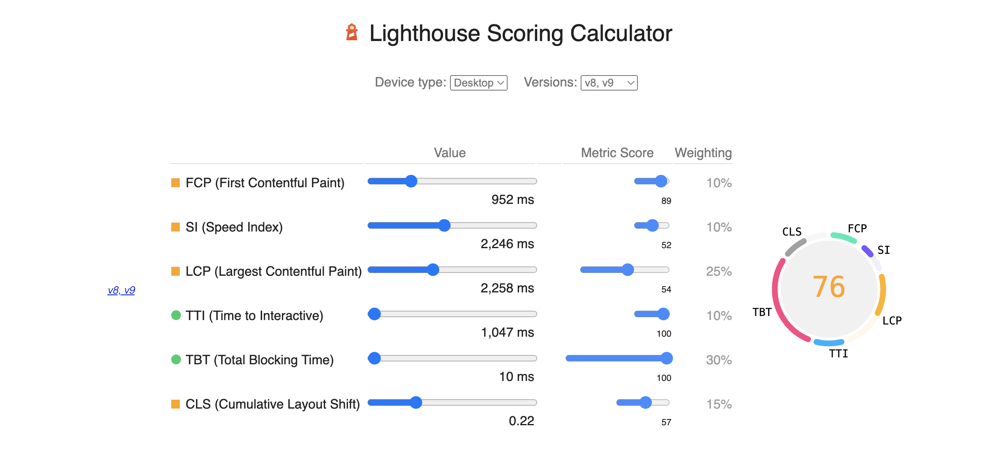 Lighthouse Scoring Calculator
Device type: Desktop Versions: v8, v9
Value Metric Score Weighting
FCP (First Contentful Paint) 10%
952 ms 89
SI (Speed Index) 10%
2,246 ms 52
LCP (Largest Contentful Paint) 25%
2,258 ms 54
v8, v9
TTI (Time to Interactive) 10%
1,047 ms 100
TBT (Total Blocking Time) 30%
10 ms 100
CLS (Cumulative Layout Shift) 15%
0.22 57
FCP
SI
LCP
TTI
TBT
CLS
76